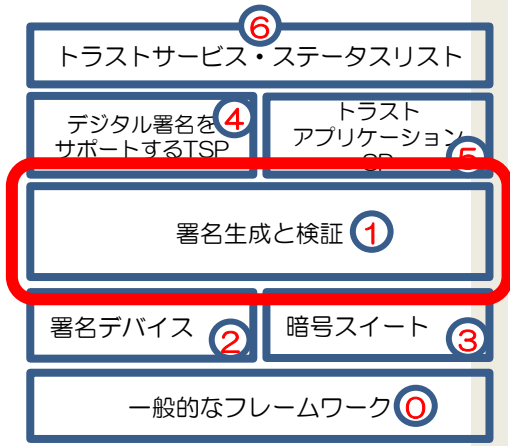 6
トラストサービス・ステータスリスト
デジタル署名を 4
サポートするTSP
トラスト
アプリケーション
SP 5
署名生成と検証 1
署名デバイス 2
暗号スイート 3
一般的なフレームワーク 0